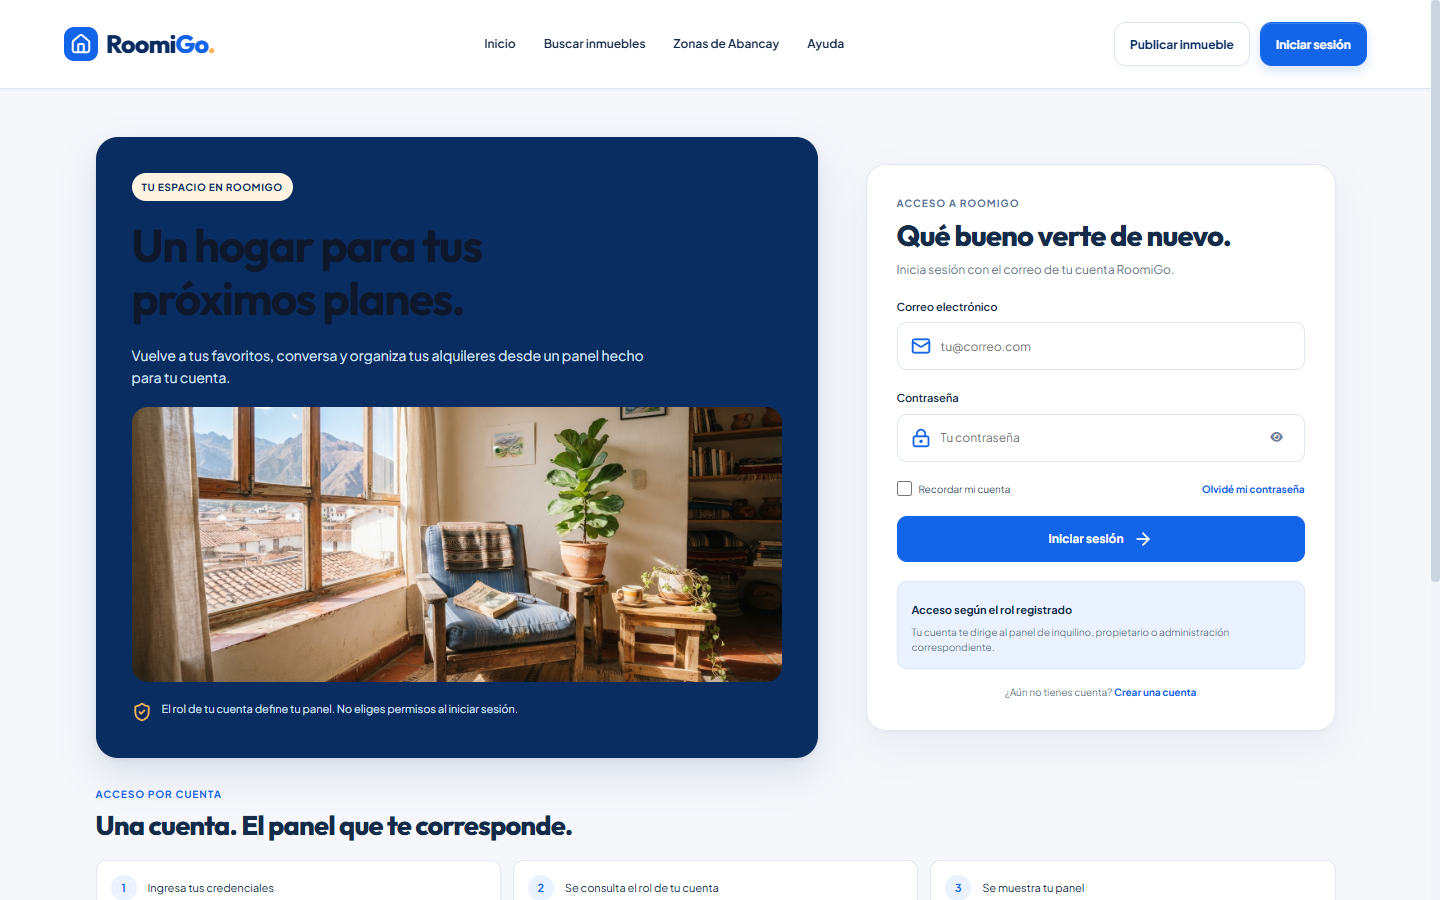 RoomiGo.
Inicio
Buscar inmuebles
Zonas de Abancay
Ayuda
Publicar inmueble
Iniciar sesión
TU ESPACIO EN ROOMIGO
Un hogar para tus
próximos planes.
Vuelve a tus favoritos, conversa y organiza tus alquileres desde un panel hecho
para tu cuenta.
El rol de tu cuenta define tu panel. No eliges permisos al iniciar sesión.
ACCESO A ROOMIGO
Qué bueno verte de nuevo.
Inicia sesión con el correo de tu cuenta RoomiGo.
Correo electrónico
tu@correo.com
Contraseña
Tu contraseña
Recordar mi cuenta
Olvidé mi contraseña
Iniciar sesión
Acceso según el rol registrado
Tu cuenta te dirige al panel de inquilino, propietario o administración
correspondiente.
¿Aún no tienes cuenta? Crear una cuenta
ACCESO POR CUENTA
Una cuenta. El panel que te corresponde.
1 Ingresa tus credenciales
2 Se consulta el rol de tu cuenta
3 Se muestra tu panel